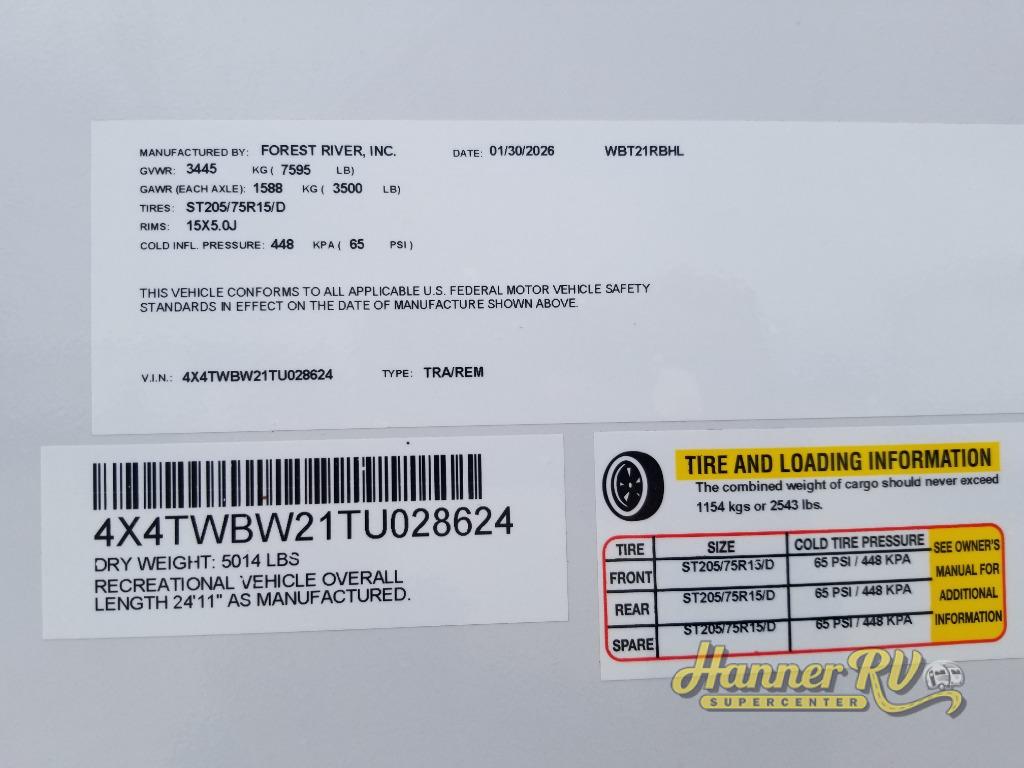 MANUFACTURED BY: FOREST RIVER, INC. DATE: 01/30/2026 WBT21RBHL
GVWR: 3445 KG ( 7595 LB)
GAWR (EACH AXLE): 1588 KG ( 3500 LB)
TIRES: ST205/75R15/D
RIMS: 15X5.0J
COLD INFL. PRESSURE: 448 KPA ( 65 PSI )
THIS VEHICLE CONFORMS TO ALL APPLICABLE U.S. FEDERAL MOTOR VEHICLE SAFETY
STANDARDS IN EFFECT ON THE DATE OF MANUFACTURE SHOWN ABOVE.
V.I.N.: 4X4TWBW21TU028624 TYPE: TRA/REM
4X4TWBW21TU028624
DRY WEIGHT: 5014 LBS
RECREATIONAL VEHICLE OVERALL
LENGTH 24'11" AS MANUFACTURED.
TIRE AND LOADING INFORMATION
The combined weight of cargo should never exceed
1154 kgs or 2543 lbs.
TIRE SIZE COLD TIRE PRESSURE
FRONT ST205/75R15/D 65 PSI / 448 KPA
REAR ST205/75R15/D 65 PSI / 448 KPA
SPARE ST205/75R15/D 65 PSI / 448 KPA
SEE OWNER'S
MANUAL FOR
ADDITIONAL
INFORMATION
Hanner RV
SUPERCENTER